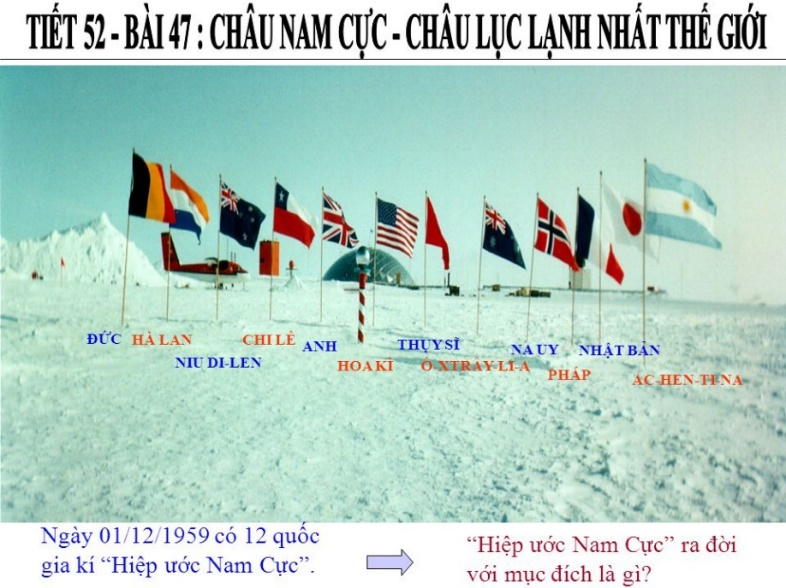 TIẾT 52 - BÀI 47 : CHÂU NAM CỰC - CHÂU LỤC LẠNH NHẤT THẾ GIỚI
ĐỨC HÀ LAN CHI LÊ ANH THỤY SĨ NA UY NHẬT BẢN
NIU DI-LEN HOA KÌ Ô-XTRÂY-LI-A PHÁP AC-HEN-TI-NA
Ngày 01/12/1959 có 12 quốc
gia kí “Hiệp ước Nam Cực”.
“Hiệp ước Nam Cực” ra đời
với mục đích là gì?